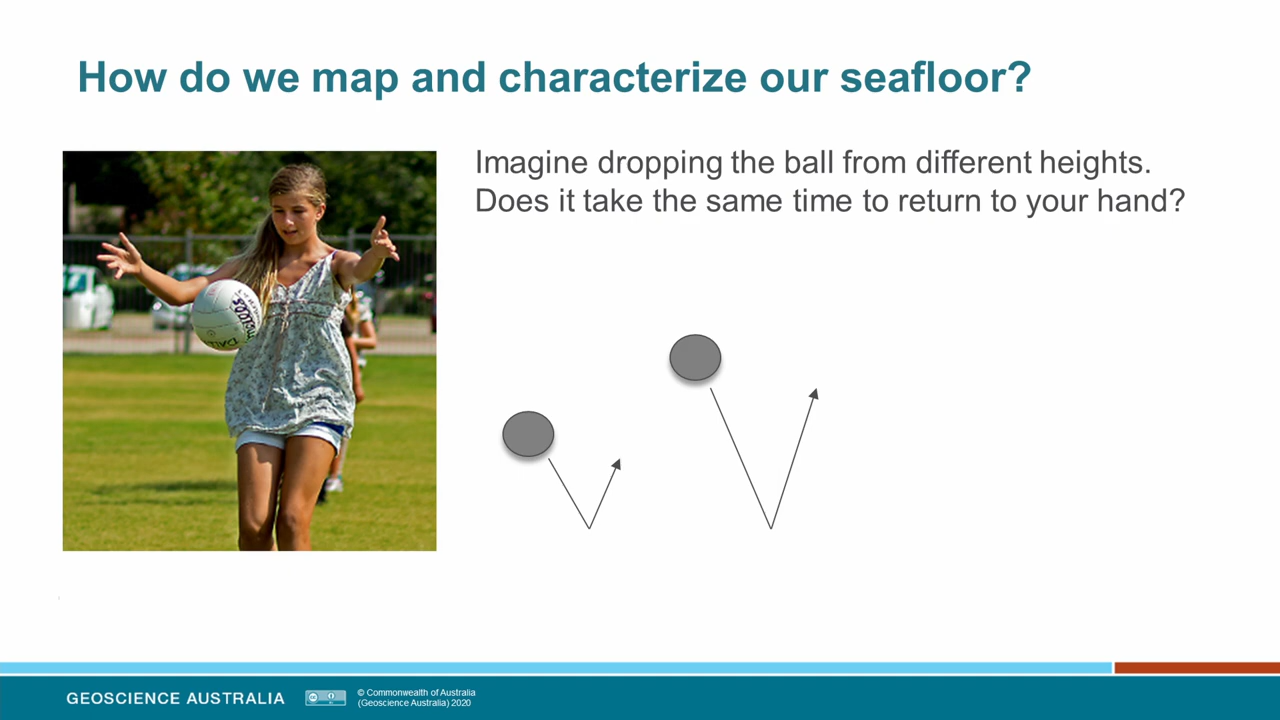 How do we map and characterize our seafloor?
Imagine dropping the ball from different heights.
Does it take the same time to return to your hand?
GEOSCIENCE AUSTRALIA
© Commonwealth of Australia
(Geoscience Australia) 2020